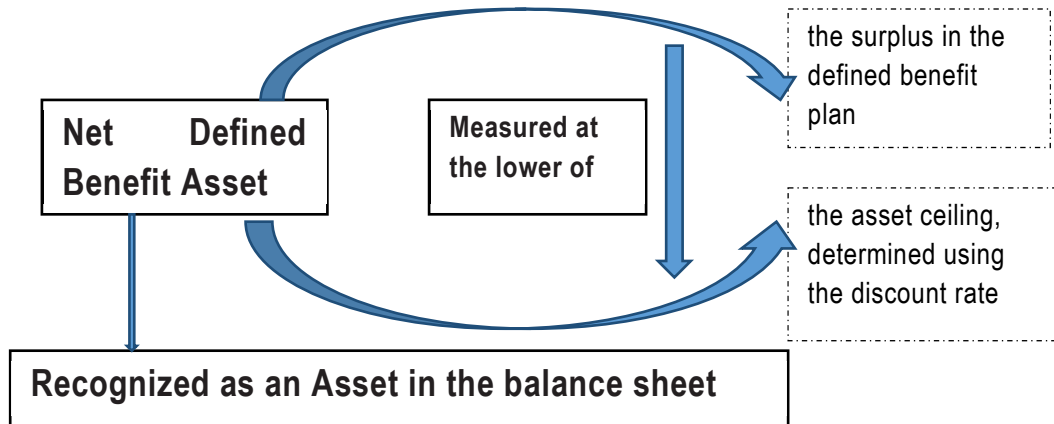 Net Defined
Benefit Asset
Measured at
the lower of
the surplus in the
defined benefit
plan
the asset ceiling,
determined using
the discount rate
Recognized as an Asset in the balance sheet